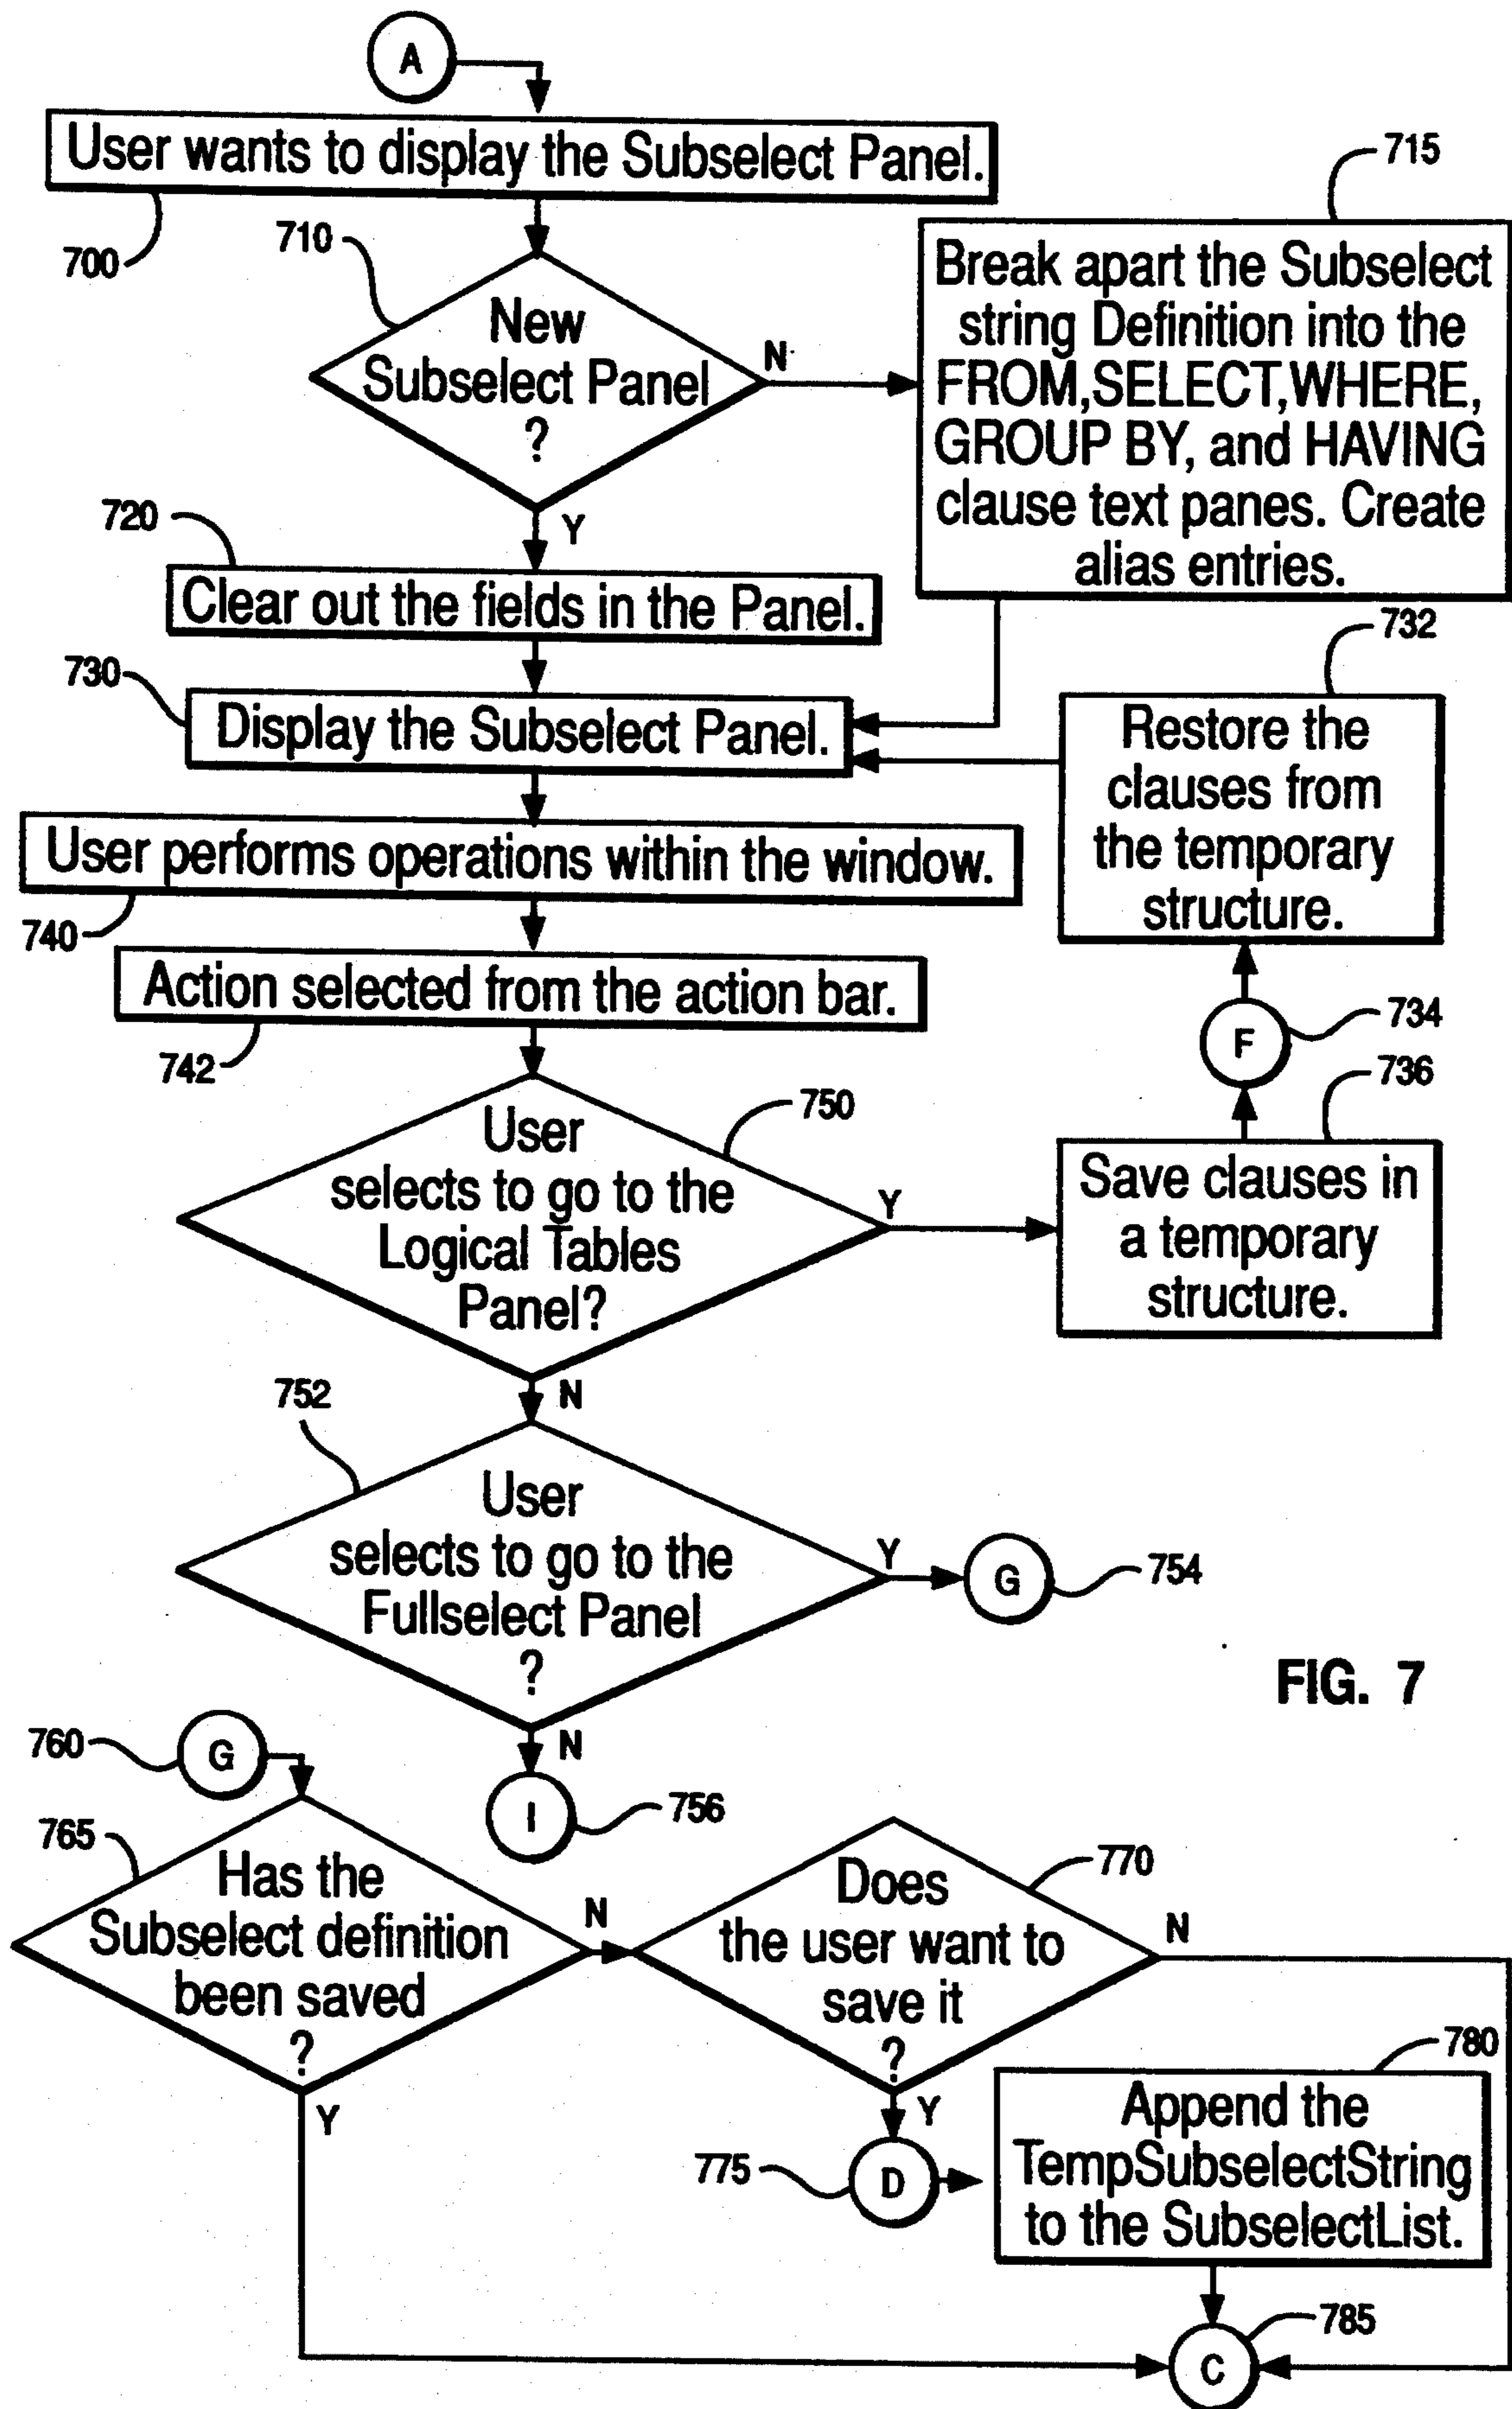 A
User wants to display the Subselect Panel.
700
710
New
Subselect Panel
?
N
Y
715
Break apart the Subselect
string Definition into the
FROM,SELECT,WHERE,
GROUP BY, and HAVING
clause text panes. Create
alias entries.
720
Clear out the fields in the Panel.
730
Display the Subselect Panel.
732
Restore the
clauses from
the temporary
structure.
User performs operations within the window.
740
Action selected from the action bar.
742
F
734
736
Save clauses in
a temporary
structure.
750
User
selects to go to the
Logical Tables
Panel?
Y
N
752
User
selects to go to the
Fullselect Panel
?
Y
G
754
N
I
756
FIG. 7
760
G
765
Has the
Subselect definition
been saved
?
N
Y
770
Does
the user want to
save it
?
N
Y
775
D
780
Append the
TempSubselectString
to the SubselectList.
785
C